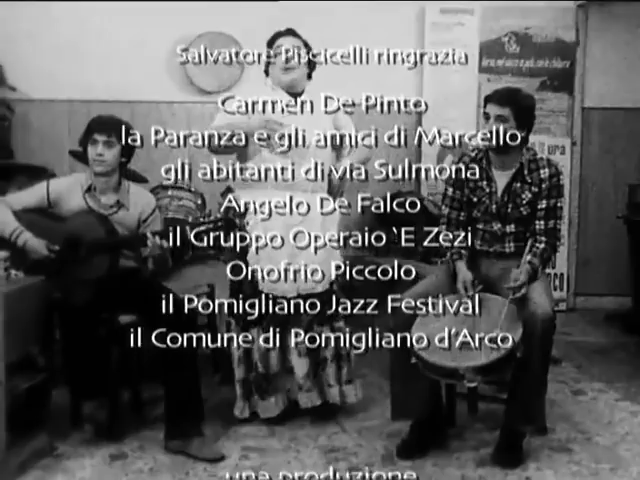 Salvatore Piscicelli ringrazia
Carmen De Pinto
la Paranza e gli amici di Marcello
gli abitanti di via Sulmona
Angelo De Falco
il Gruppo Operaio 'E Zezi
Onofrio Piccolo
il Pomigliano Jazz Festival
il Comune di Pomigliano d'Arco
una produzione